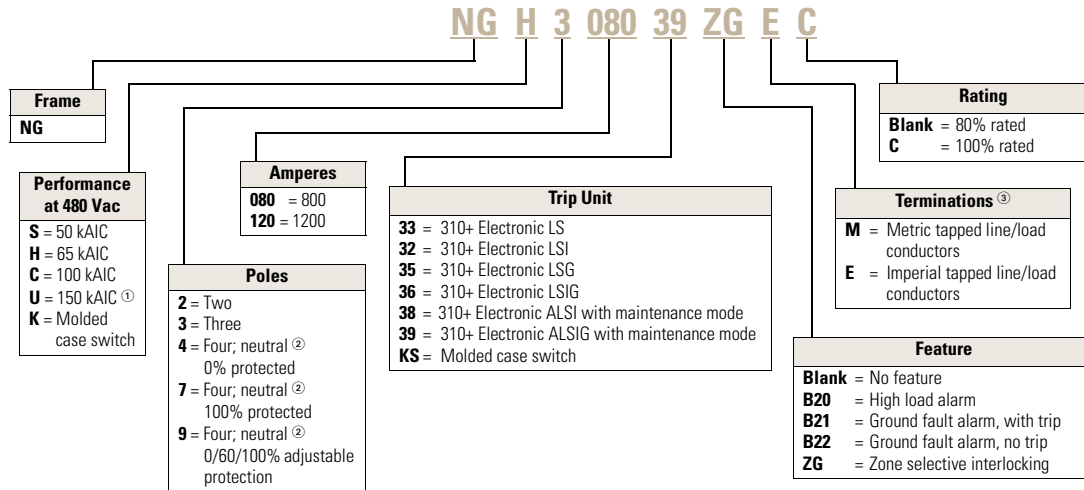 NG H 3 080 39 ZG E C
Frame
NG
Performance
at 480 Vac
S = 50 kAIC
H = 65 kAIC
C = 100 kAIC
U = 150 kAIC ①
K = Molded
case switch
Poles
2 = Two
3 = Three
4 = Four; neutral ②
0% protected
7 = Four; neutral ②
100% protected
9 = Four; neutral ②
0/60/100% adjustable
protection
Amperes
080 = 800
120 = 1200
Trip Unit
33 = 310+ Electronic LS
32 = 310+ Electronic LSI
35 = 310+ Electronic LSG
36 = 310+ Electronic LSIG
38 = 310+ Electronic ALSI with maintenance mode
39 = 310+ Electronic ALSIG with maintenance mode
KS = Molded case switch
Rating
Blank = 80% rated
C = 100% rated
Terminations ③
M = Metric tapped line/load
conductors
E = Imperial tapped line/load
conductors
Feature
Blank = No feature
B20 = High load alarm
B21 = Ground fault alarm, with trip
B22 = Ground fault alarm, no trip
ZG = Zone selective interlocking